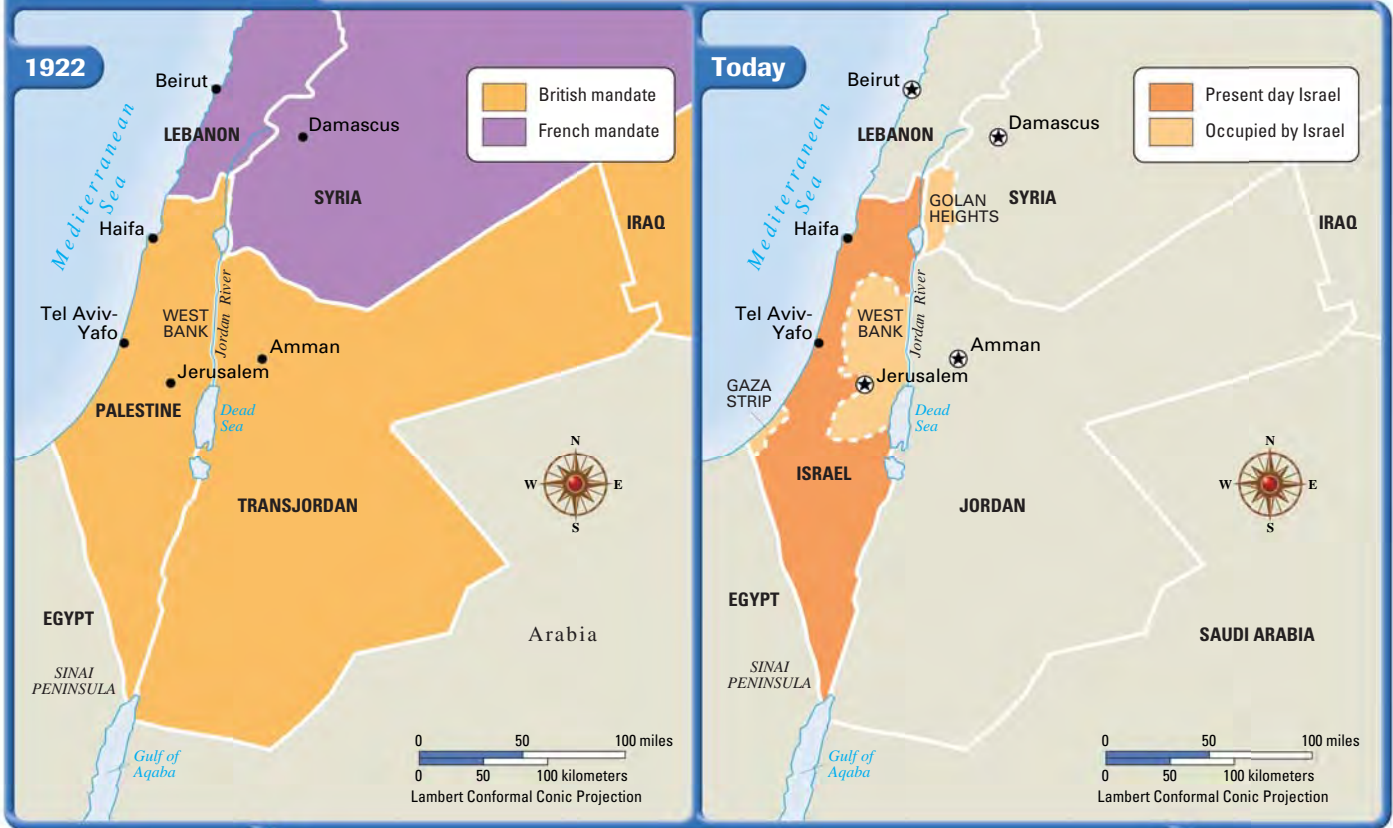 1922
British mandate
French mandate
Beirut
LEBANON
Damascus
Mediterranean
Sea
SYRIA
IRAQ
Haifa
Tel Aviv-
Yafo
WEST
BANK
Jordan River
Amman
Jerusalem
PALESTINE
Dead
Sea
TRANSJORDAN
N
W
E
S
EGYPT
Arabia
SINAI
PENINSULA
Gulf of
Aqaba
0 50 100 miles
0 50 100 kilometers
Lambert Conformal Conic Projection
Today
Present day Israel
Occupied by Israel
Beirut
LEBANON
Damascus
Mediterranean
Sea
GOLAN
HEIGHTS
SYRIA
IRAQ
Haifa
Tel Aviv-
Yafo
WEST
BANK
Jordan River
Amman
Jerusalem
GAZA
STRIP
Dead
Sea
ISRAEL
JORDAN
N
W
E
S
EGYPT
SAUDI ARABIA
SINAI
PENINSULA
Gulf of
Aqaba
0 50 100 miles
0 50 100 kilometers
Lambert Conformal Conic Projection